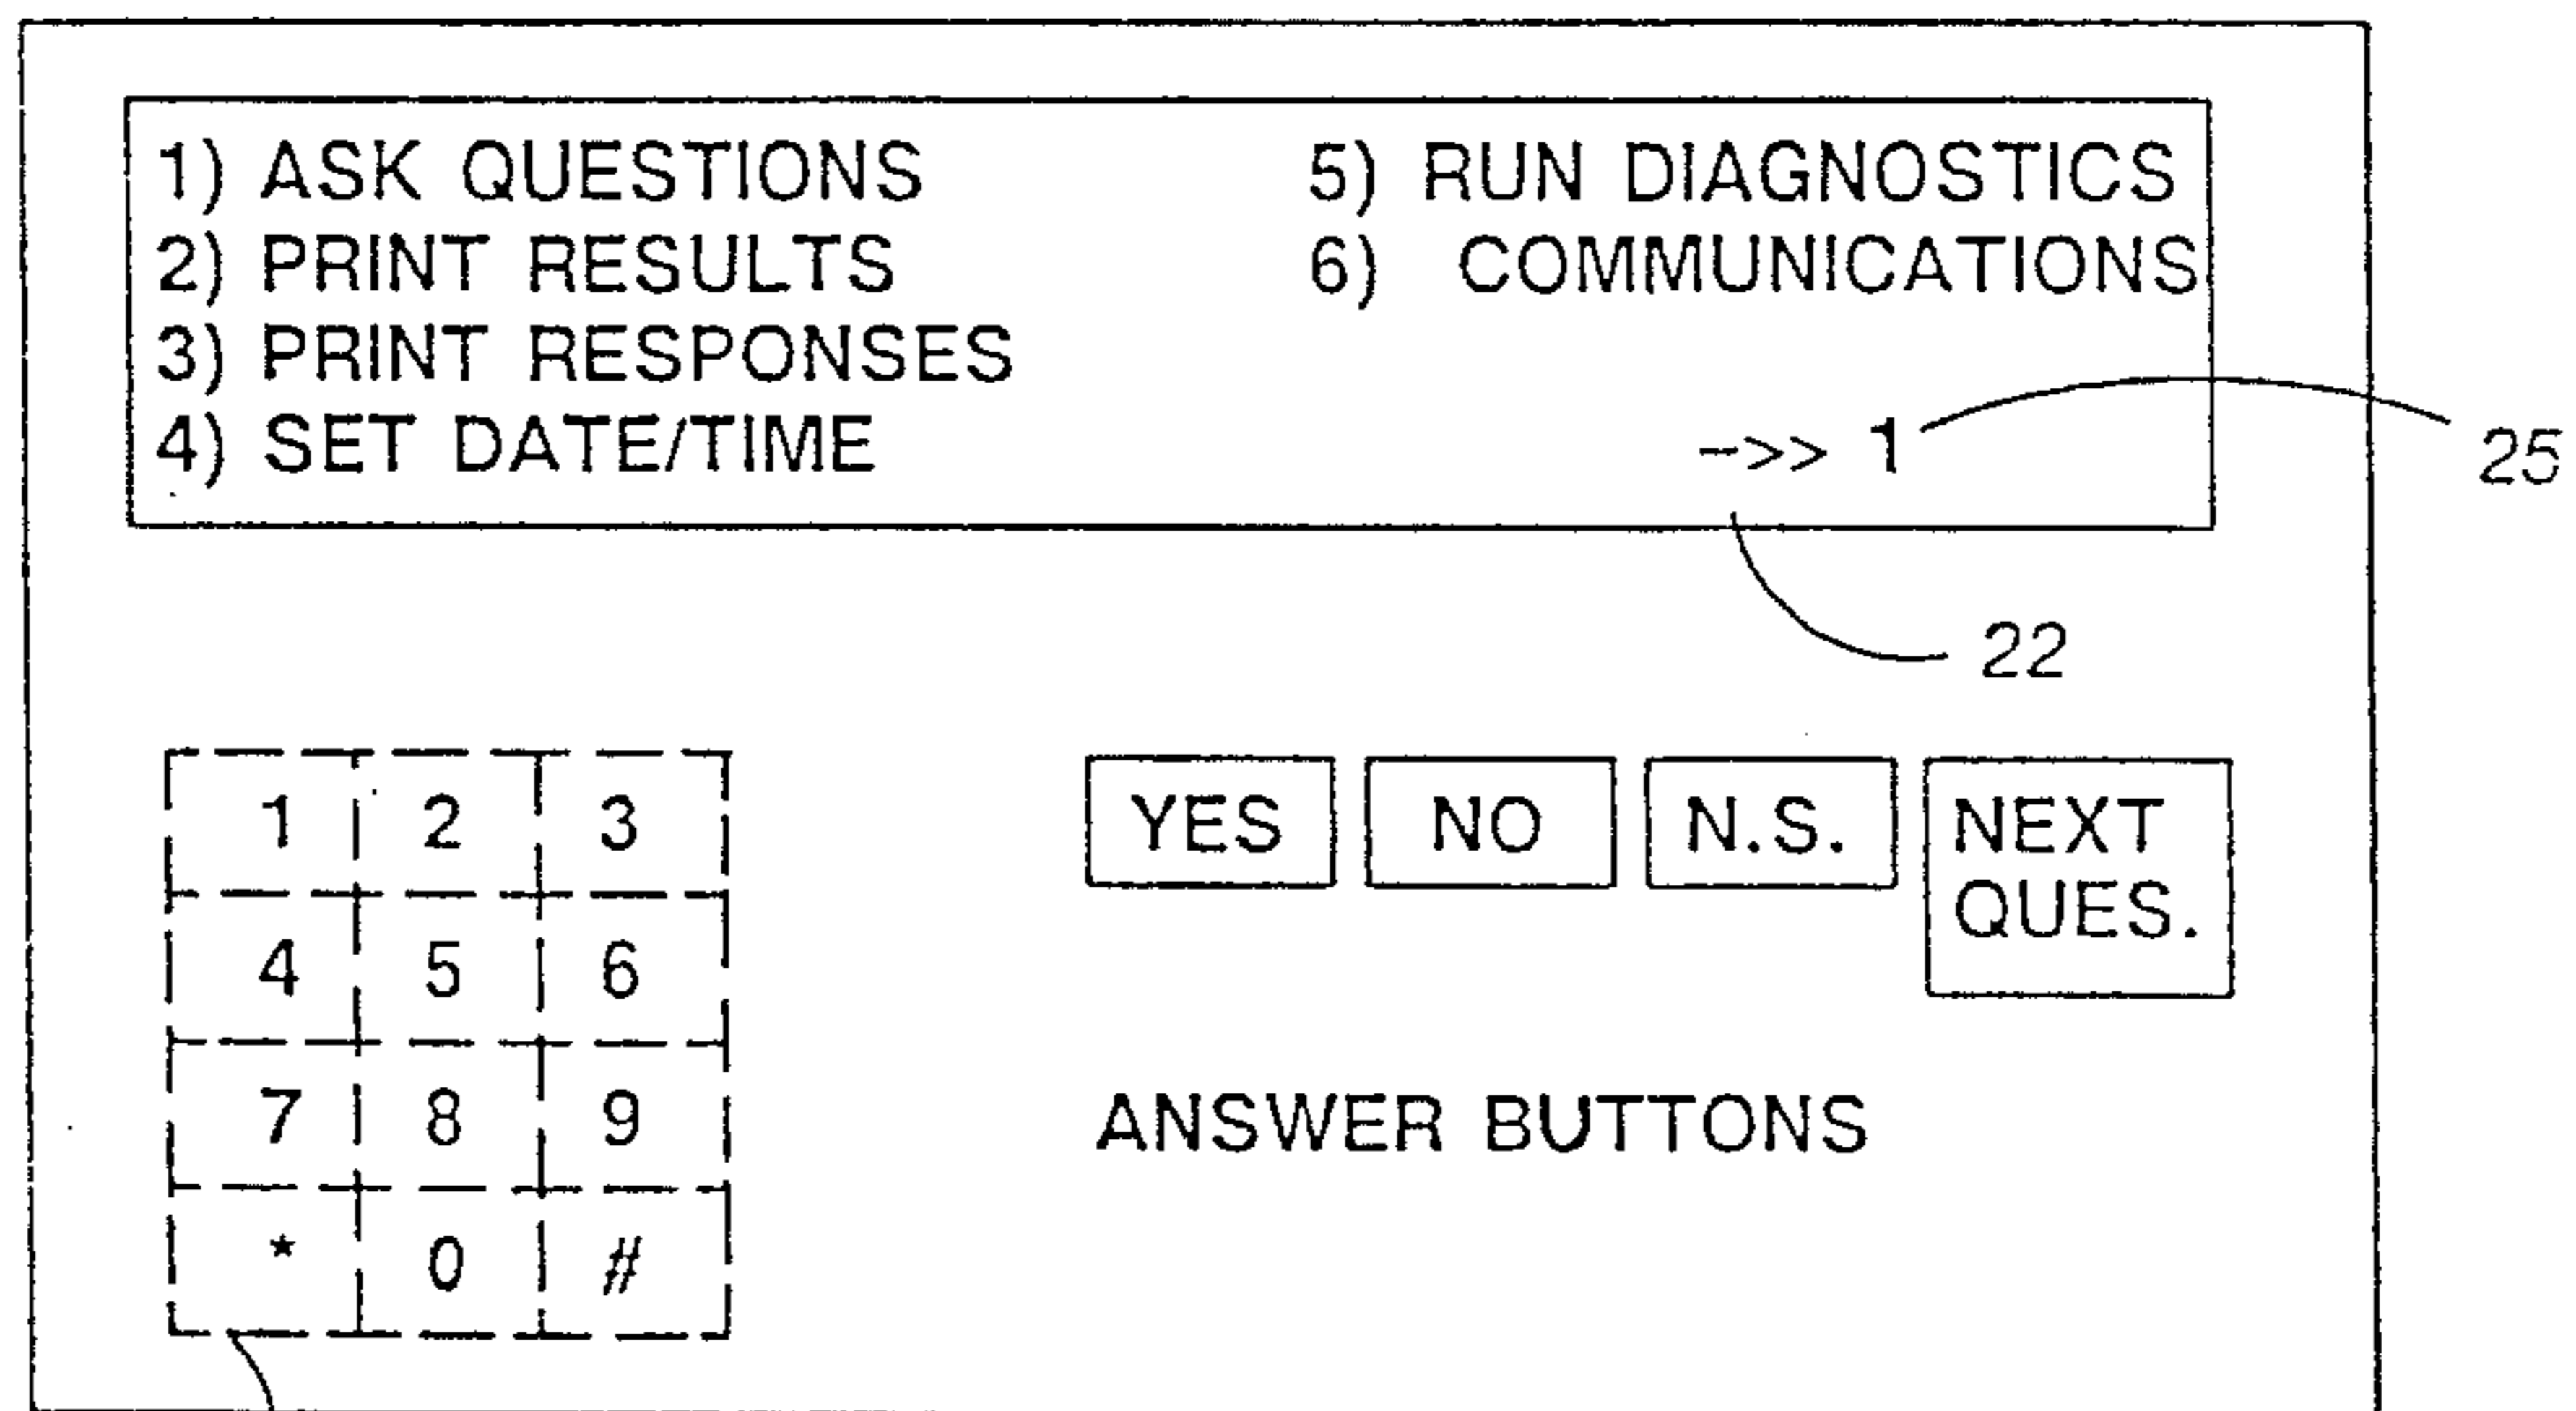 1) ASK QUESTIONS
2) PRINT RESULTS
3) PRINT RESPONSES
4) SET DATE/TIME
5) RUN DIAGNOSTICS
6) COMMUNICATIONS
->> 1
25
22
1 2 3
4 5 6
7 8 9
* 0 #
YES
NO
N.S.
NEXT
QUES.
ANSWER BUTTONS